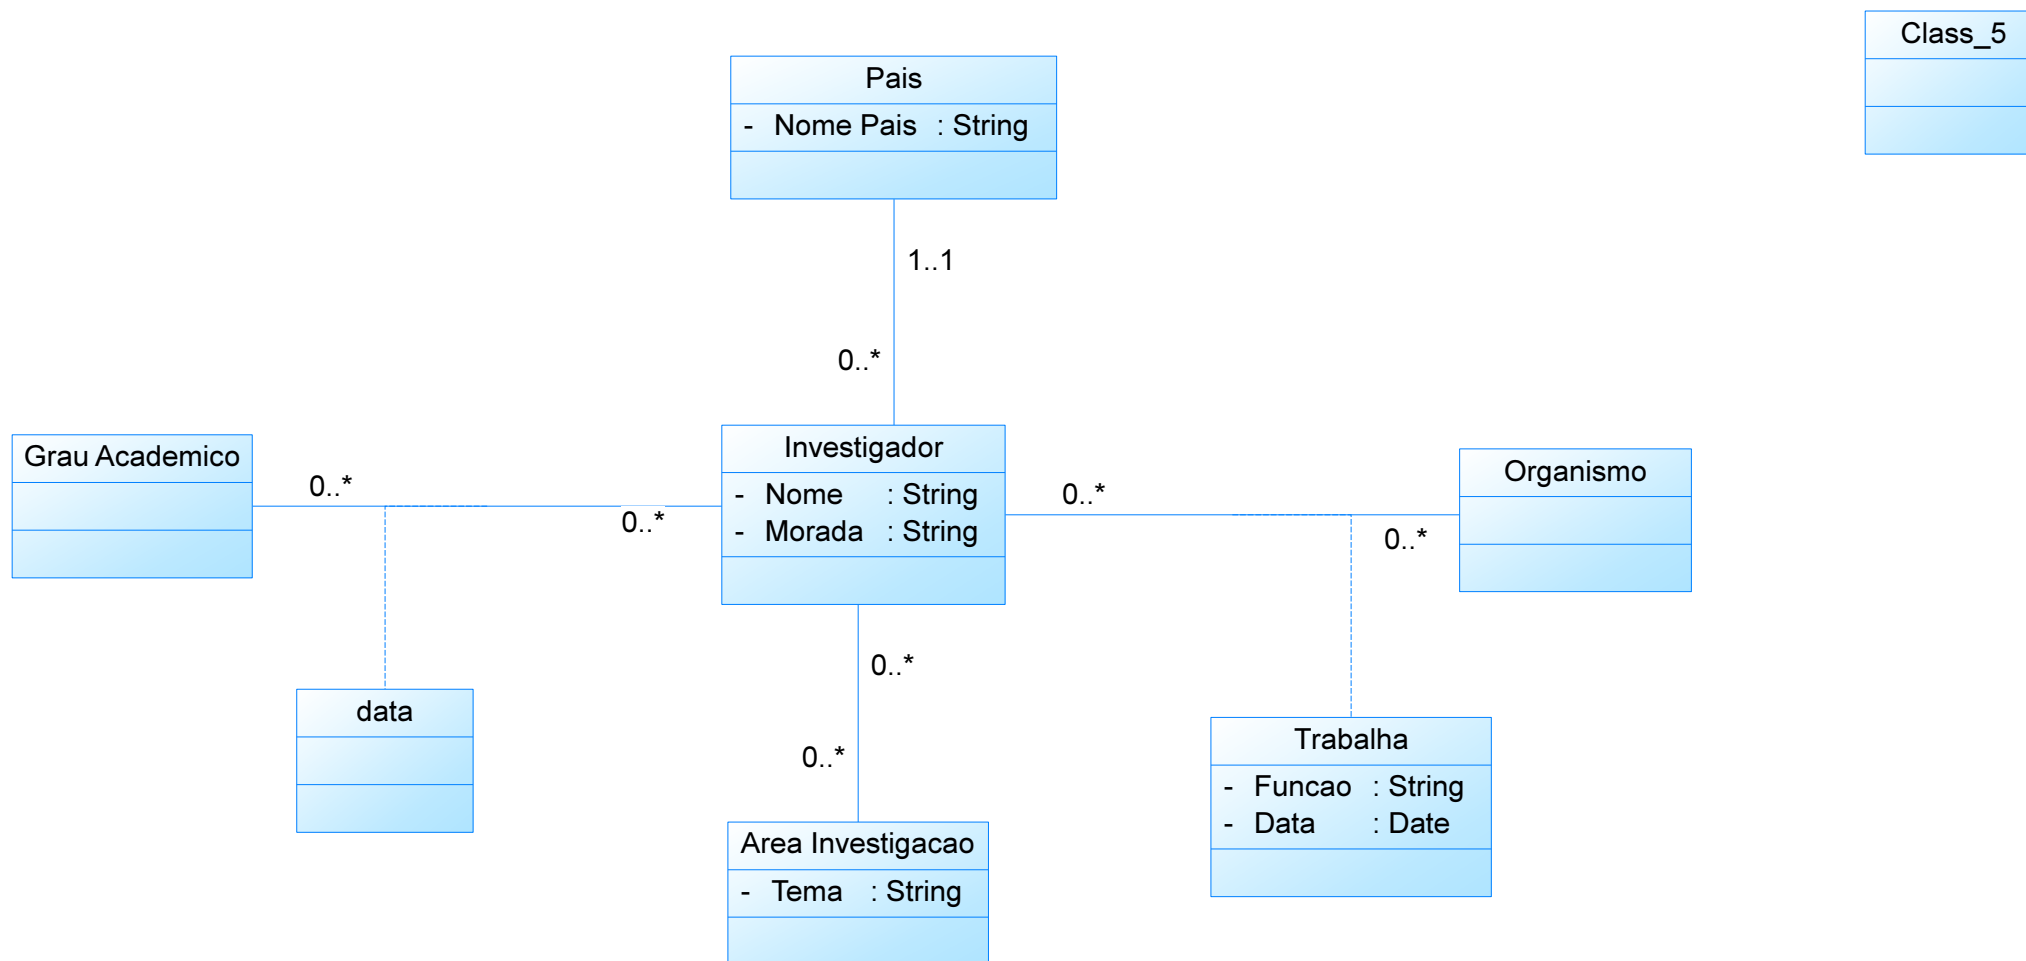 Class_5
Pais
- Nome Pais : String
1..1
0..*
Grau Academico
0..*
0..*
Investigador
- Nome : String
- Morada : String
0..*
0..*
Organismo
data
0..*
0..*
Trabalha
- Funcao : String
- Data : Date
Area Investigacao
- Tema : String